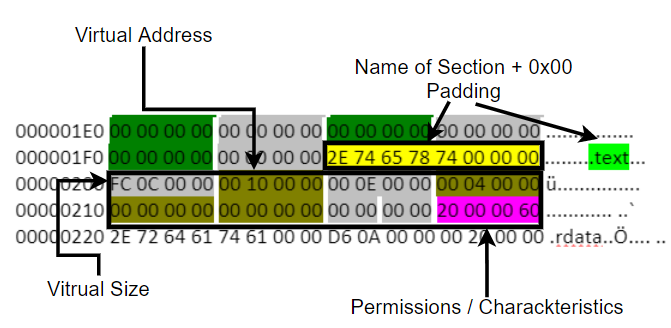 Virtual Address
Name of Section + 0x00
Padding
000001E0 00 00 00 00 00 00 00 00 00 00 00 00 00 00 00 00 ................
000001F0 00 00 00 00 00 00 00 00 2E 74 65 78 74 00 00 00 .........text...
00000200 FC 0C 00 00 00 10 00 00 00 0E 00 00 00 04 00 00 ü...............
00000210 00 00 00 00 00 00 00 00 00 00 00 00 20 00 00 60 ............ ..`
00000220 2E 72 64 61 74 61 00 00 D6 0A 00 00 00 20 00 00 .rdata..Ö.... ..
Vitrual Size
Permissions / Charackteristics